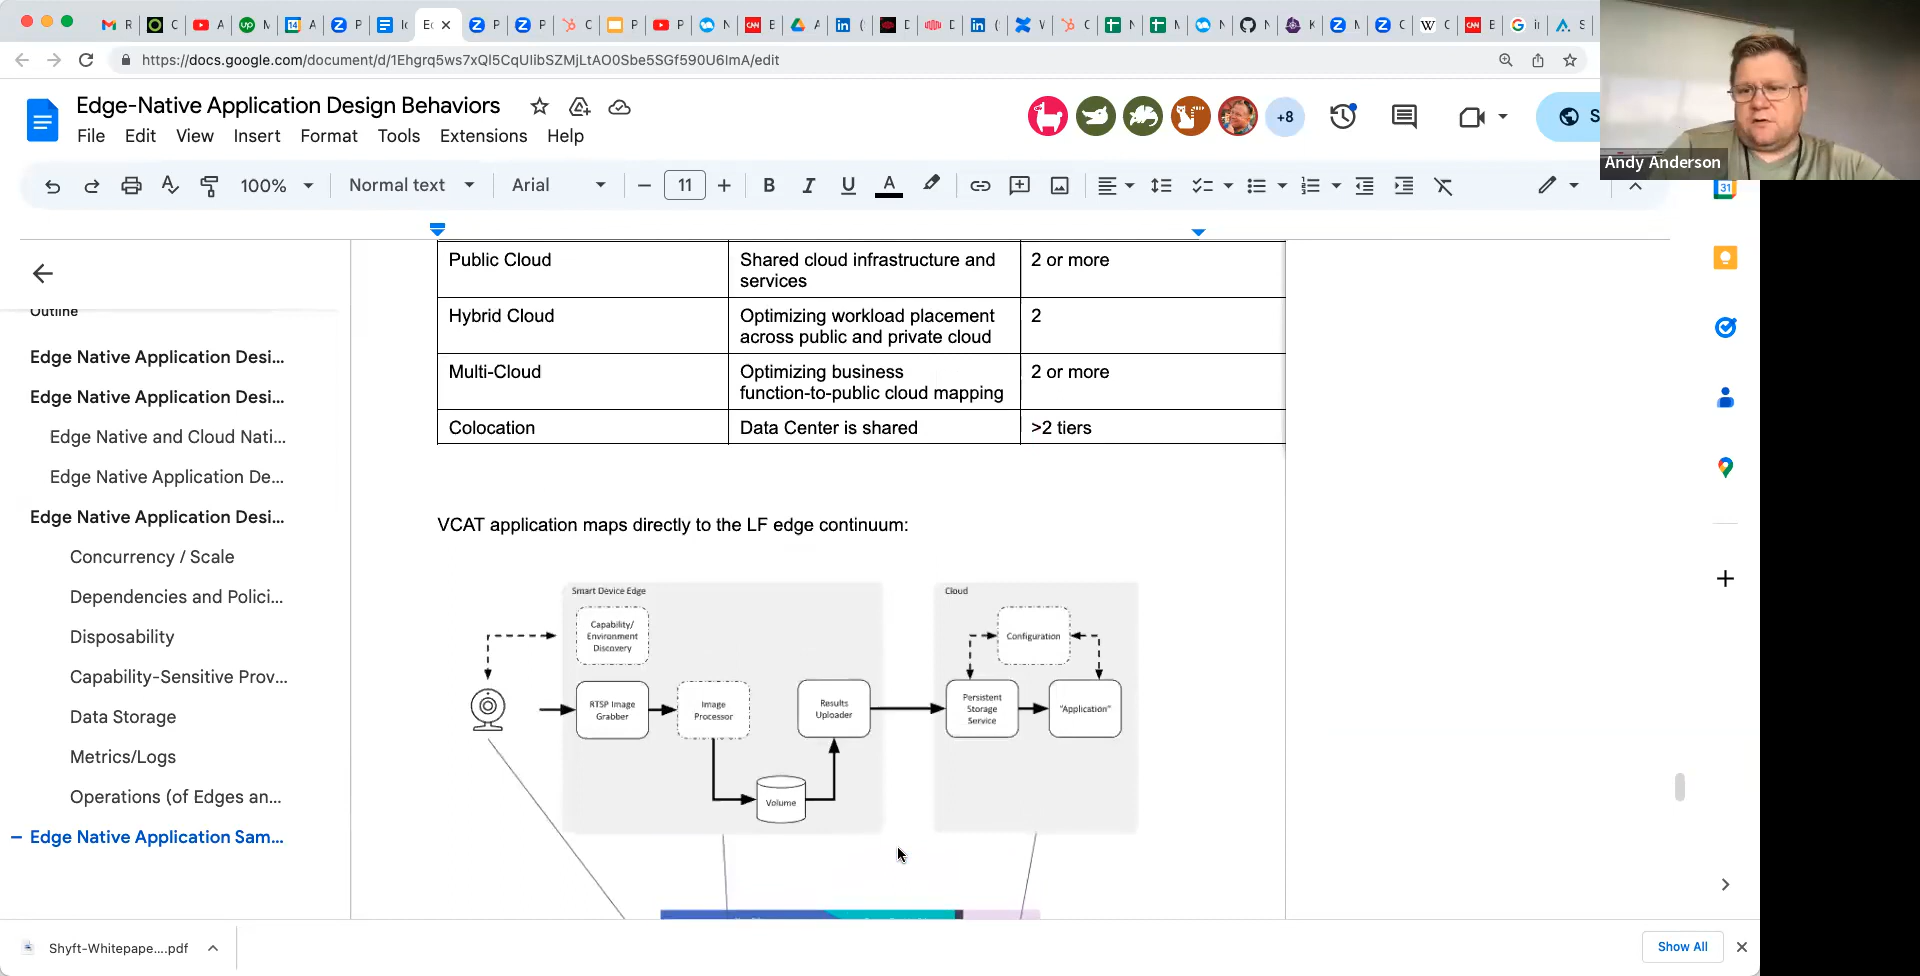 R
C
A
M
14
A
P
Ic
Ec
P
P
C
P
P
N
CNN
E
A
(
D
D
(
W
C
N
M
N
N
K
M
C
W
C
CNN
E
G
in
S
https://docs.google.com/document/d/1Ehgrq5ws7xQl5CqUlibSZMjLtAO0Sbe5SGf590U6lmA/edit
Edge-Native Application Design Behaviors
+8
S
File Edit View Insert Format Tools Extensions Help
Andy Anderson
100% Normal text Arial 11 B I U A
31
Public Cloud
Shared cloud infrastructure and
services
2 or more
Hybrid Cloud
Optimizing workload placement
across public and private cloud
2
Multi-Cloud
Optimizing business
function-to-public cloud mapping
2 or more
Colocation
Data Center is shared
>2 tiers
Outline
Edge Native Application Desi...
Edge Native Application Desi...
Edge Native and Cloud Nati...
Edge Native Application De...
Edge Native Application Desi...
Concurrency / Scale
Dependencies and Polici...
Disposability
Capability-Sensitive Prov...
Data Storage
Metrics/Logs
Operations (of Edges an...
Edge Native Application Sam...
VCAT application maps directly to the LF edge continuum:
Smart Device Edge
Capability/
Environment
Discovery
RTSP Image
Grabber
Image
Processor
Results
Uploader
Volume
Cloud
Configuration
Persistent
Storage
Service
"Application"
Shyft-Whitepape....pdf
Show All